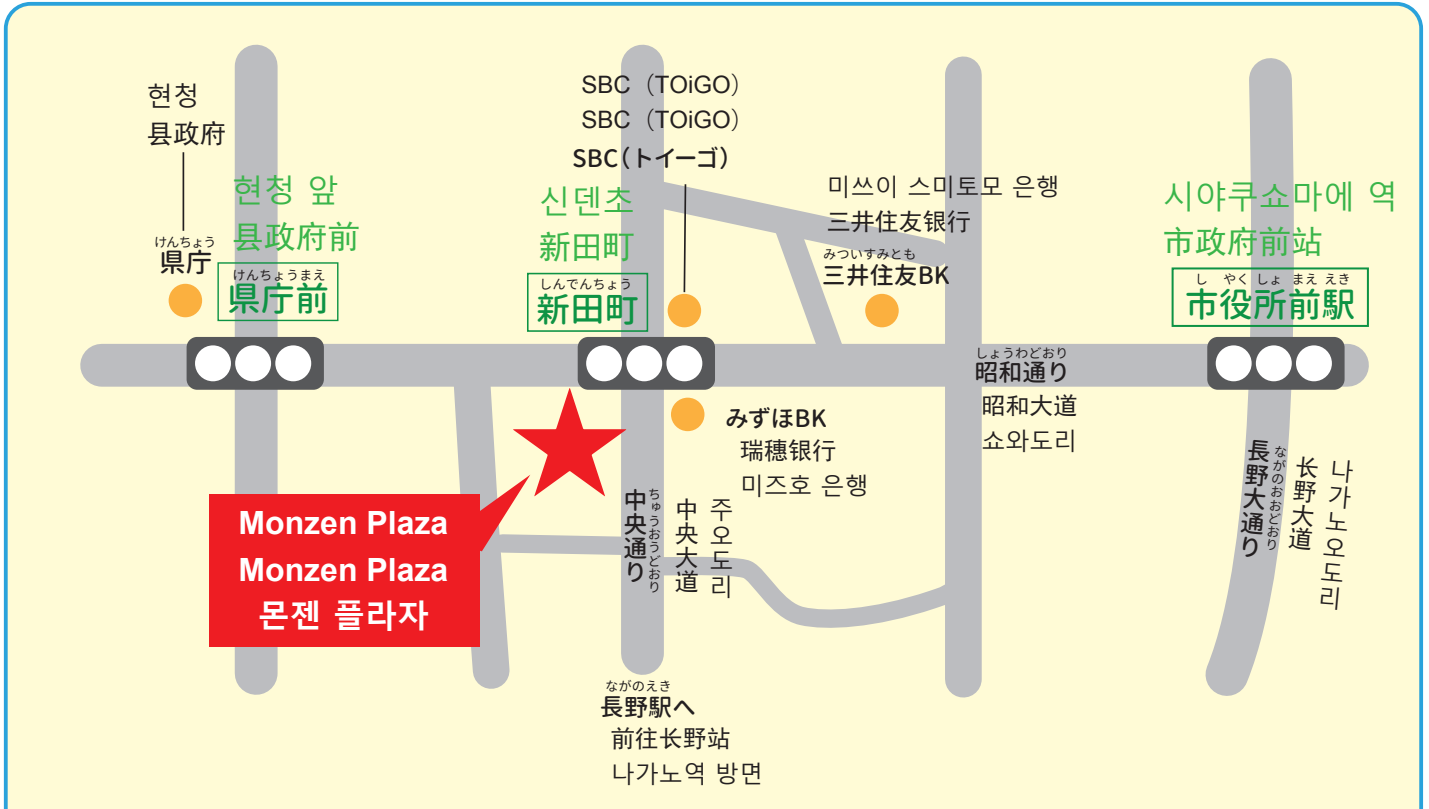 현청
县政府
けんちょう
県庁
현청 앞
县政府前
けんちょうまえ
県庁前
SBC（TOiGO）
SBC（TOiGO）
SBC（トイーゴ）
신덴초
新田町
しんでんちょう
新田町
미쓰이 스미토모 은행
三井住友银行
みついすみとも
三井住友BK
시야쿠쇼마에 역
市政府前站
し やく しょ まえ えき
市役所前駅
しょうわどおり
昭和通り
昭和大道
쇼와도리
みずほBK
瑞穗银行
미즈호 은행
Monzen Plaza
Monzen Plaza
몬젠 플라자
ちゅうおうどおり
中央通り
中央大道
주오도리
ながのおおどおり
長野大通り
长野大道
나가노오도리
ながのえき
長野駅へ
前往长野站
나가노역 방면